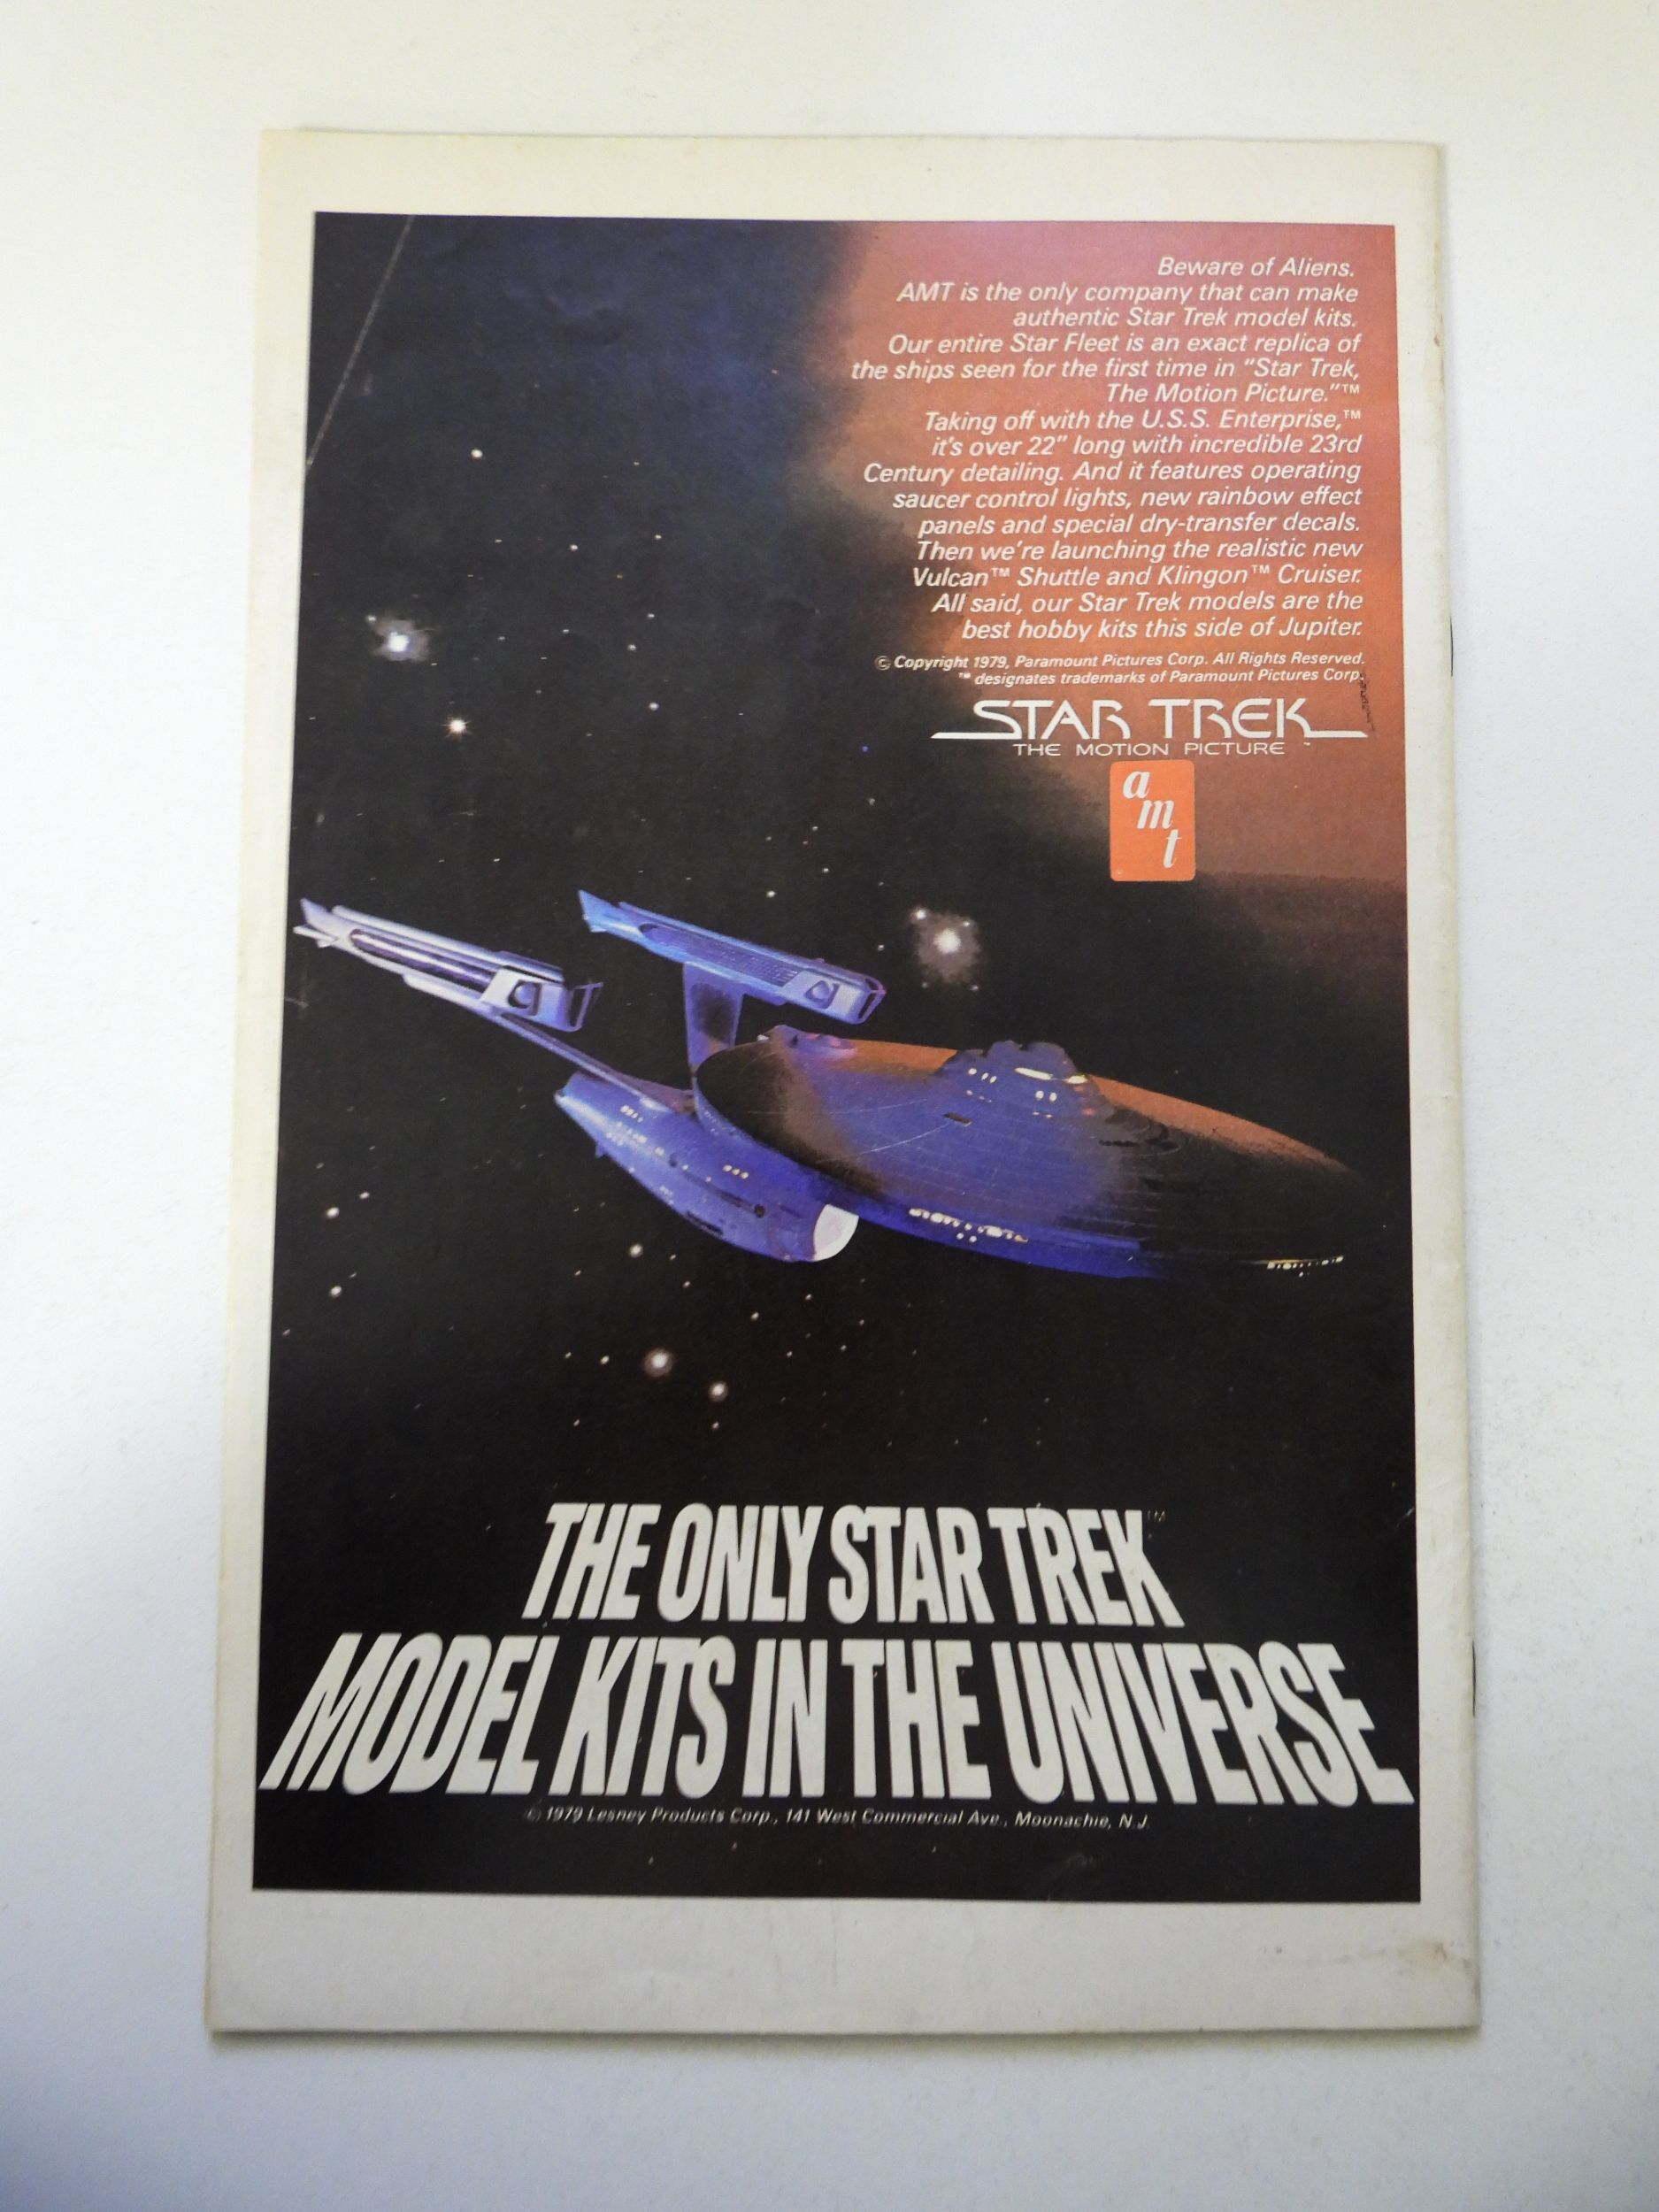 Beware of Aliens.
AMT is the only company that can make
authentic Star Trek model kits.
Our entire Star Fleet is an exact replica of
the ships seen for the first time in “Star Trek,
The Motion Picture.”™
Taking off with the U.S.S. Enterprise,™
it’s over 22” long with incredible 23rd
Century detailing. And it features operating
saucer control lights, new rainbow effect
panels and special dry-transfer decals.
Then we’re launching the realistic new
Vulcan™ Shuttle and Klingon™ Cruiser.
All said, our Star Trek models are the
best hobby kits this side of Jupiter.
© Copyright 1979, Paramount Pictures Corp. All Rights Reserved.
™ designates trademarks of Paramount Pictures Corp.
STAR TREK
THE MOTION PICTURE ™
amt
THE ONLY STAR TREK™
MODEL KITS IN THE UNIVERSE
© 1979 Lesney Products Corp., 141 West Commercial Ave., Moonachie, N.J.